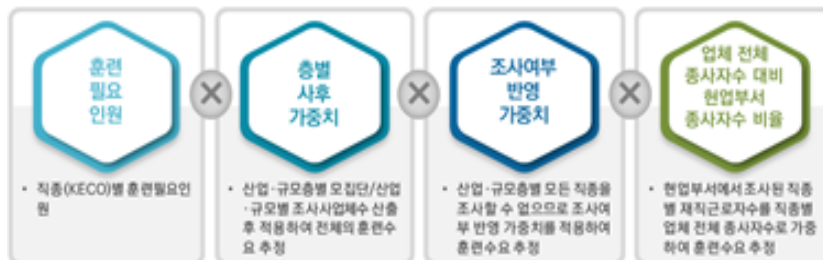 훈련
필요
인원
층별
사후
가중치
조사여부
반영
가중치
업체 전체
종사자수 대비
현업부서
종사자수 비율
• 직종(KECO)별 훈련필요인
원
• 산업·규모층별 모집단/산업
·규모별 조사사업체수 산출
후 적용하여 전체의 훈련수
요 추정
• 산업·규모층별 모든 직종을
조사할 수 없으므로 조사여
부 반영 가중치를 적용하여
훈련수요 추정
• 현업부서에서 조사된 직종
별 재직근로자수를 직종별
업체 전체 종사자수로 가중
하여 훈련수요 추정